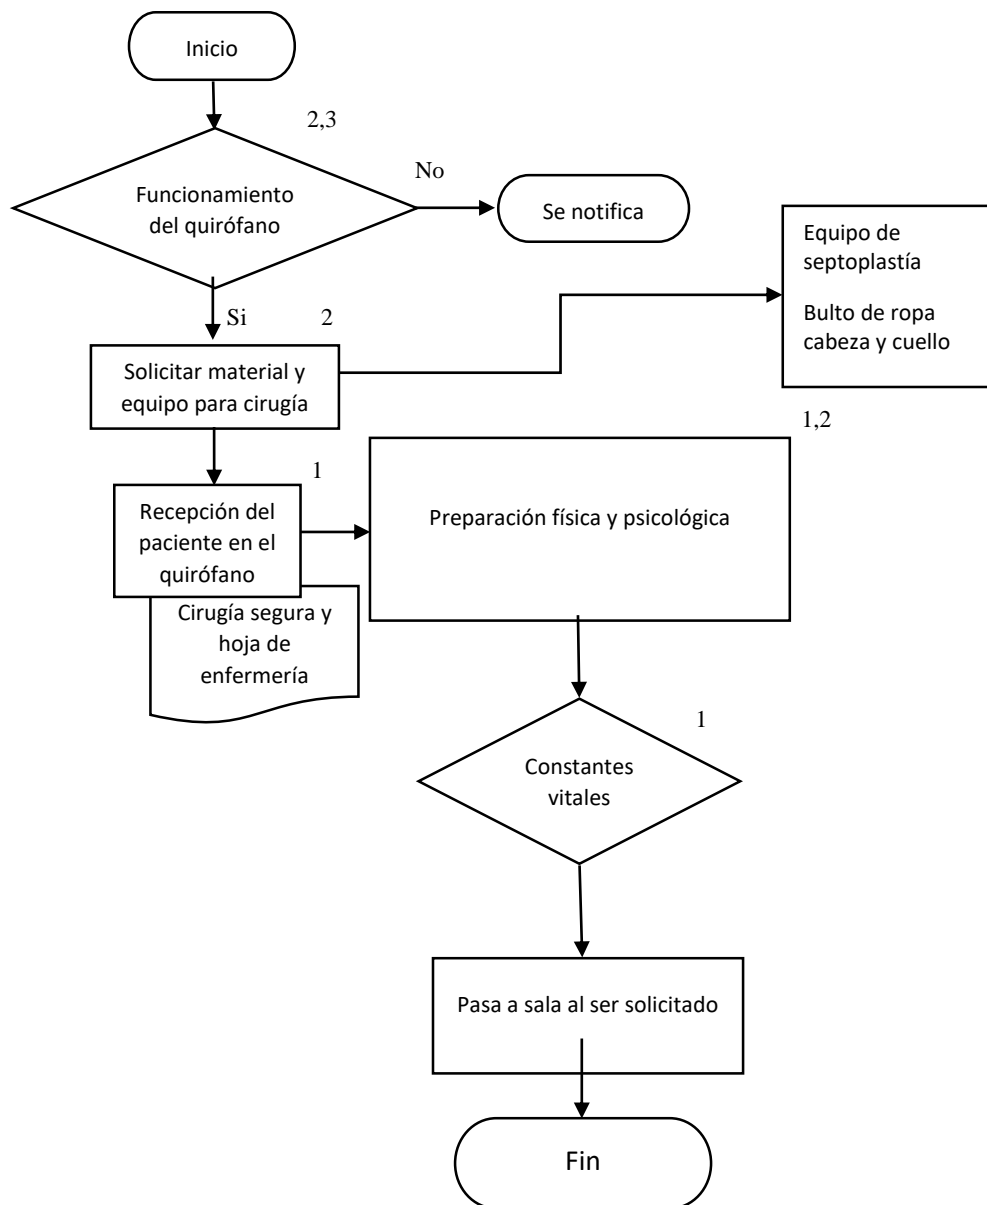 Inicio
2,3
Funcionamiento
del quirófano
No
Se notifica
Equipo de
septoplastía
Bulto de ropa
cabeza y cuello
Si
2
Solicitar material y
equipo para cirugía
1,2
1
Recepción del
paciente en el
quirófano
Preparación física y psicológica
Cirugía segura y
hoja de
enfermería
1
Constantes
vitales
Pasa a sala al ser solicitado
Fin